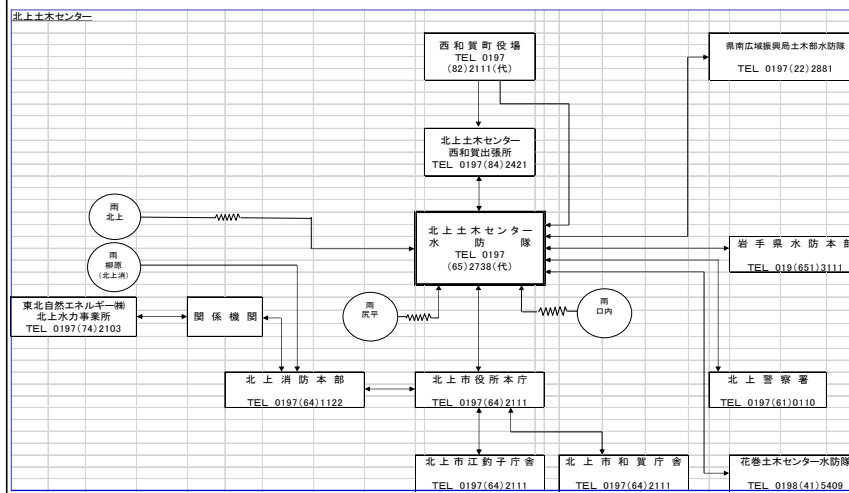 北上土木センター
西和賀町役場
TEL 0197
(82)2111(代)
県南広域振興局土木部水防隊
TEL 0197(22)2881
北上土木センター
西和賀出張所
TEL 0197(84)2421
雨
北上
北上土木センター
水防隊
TEL 0197
(65)2738(代)
岩手県水防本部
TEL 019(651)3111
雨
柳原
(北上消)
東北自然エネルギー㈱
北上水力事業所
TEL 0197(74)2103
関係機関
雨
尻平
雨
口内
北上消防本部
TEL 0197(64)1122
北上市役所本庁
TEL 0197(64)2111
北上警察署
TEL 0197(61)0110
北上市江釣子庁舎
TEL 0197(64)2111
北上市和賀庁舎
TEL 0197(64)2111
花巻土木センター水防隊
TEL 0198(41)5409